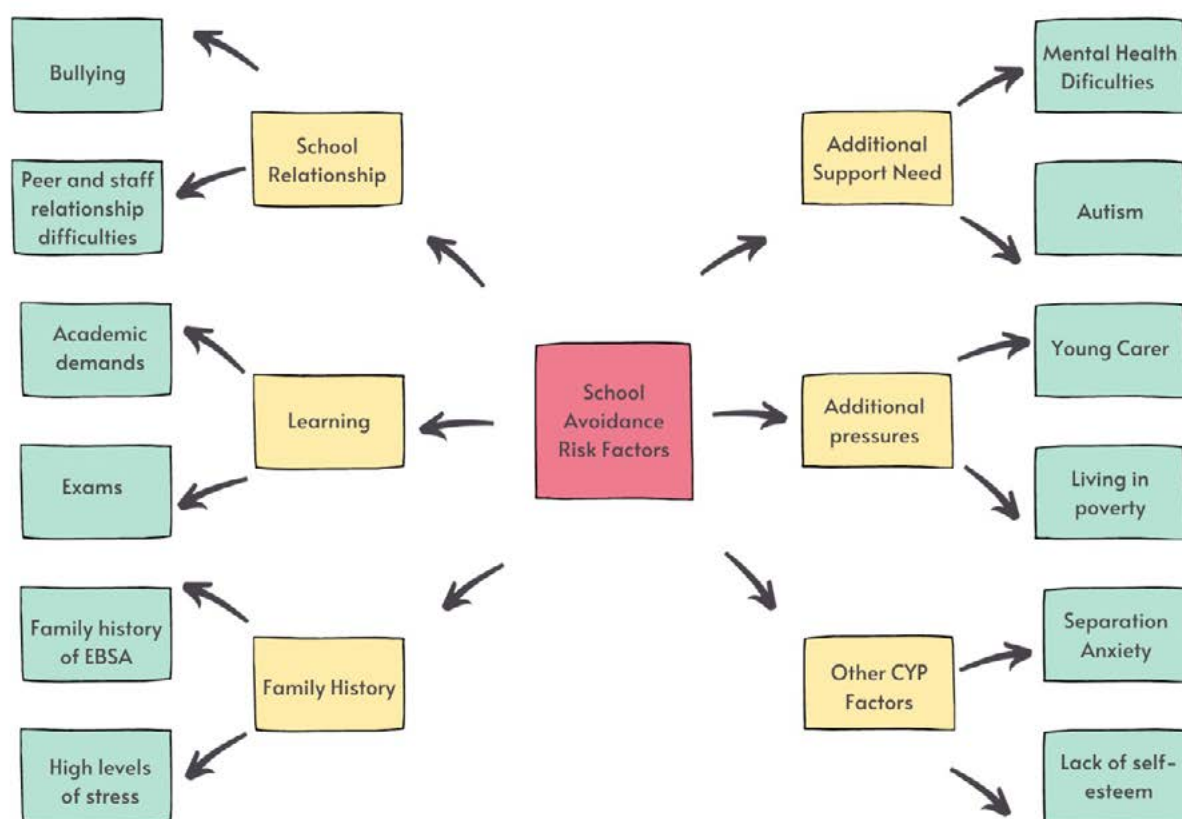 Bullying
School
Relationship
Peer and staff
relationship
difficulties
Academic
demands
Learning
Exams
Family history
of EBSA
Family History
High levels
of stress
School
Avoidance
Risk Factors
Additional
Support Need
Mental Health
Dificulties
Autism
Additional
pressures
Young Carer
Living in
poverty
Other CYP
Factors
Separation
Anxiety
Lack of self-
esteem